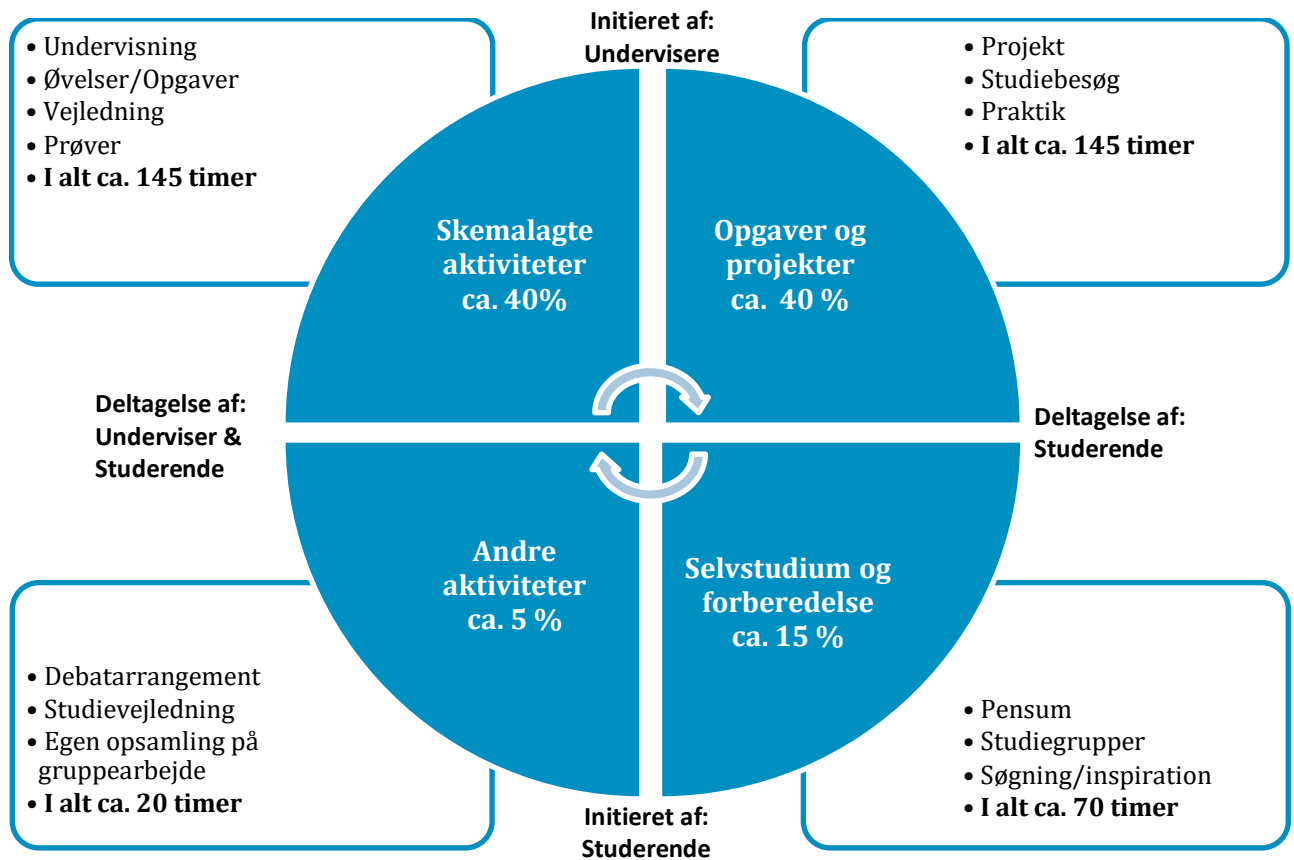 Initieret af:
Undervisere
• Undervisning
• Øvelser/Opgaver
• Vejledning
• Prøver
• I alt ca. 145 timer
• Projekt
• Studiebesøg
• Praktik
• I alt ca. 145 timer
Skemalagte
aktiviteter
ca. 40%
Opgaver og
projekter
ca. 40 %
Deltagelse af:
Underviser &
Studerende
Deltagelse af:
Studerende
Andre
aktiviteter
ca. 5 %
Selvstudium og
forberedelse
ca. 15 %
• Debatarrangement
• Studievejledning
• Egen opsamling på
gruppearbejde
• I alt ca. 20 timer
• Pensum
• Studiegrupper
• Søgning/inspiration
• I alt ca. 70 timer
Initieret af:
Studerende